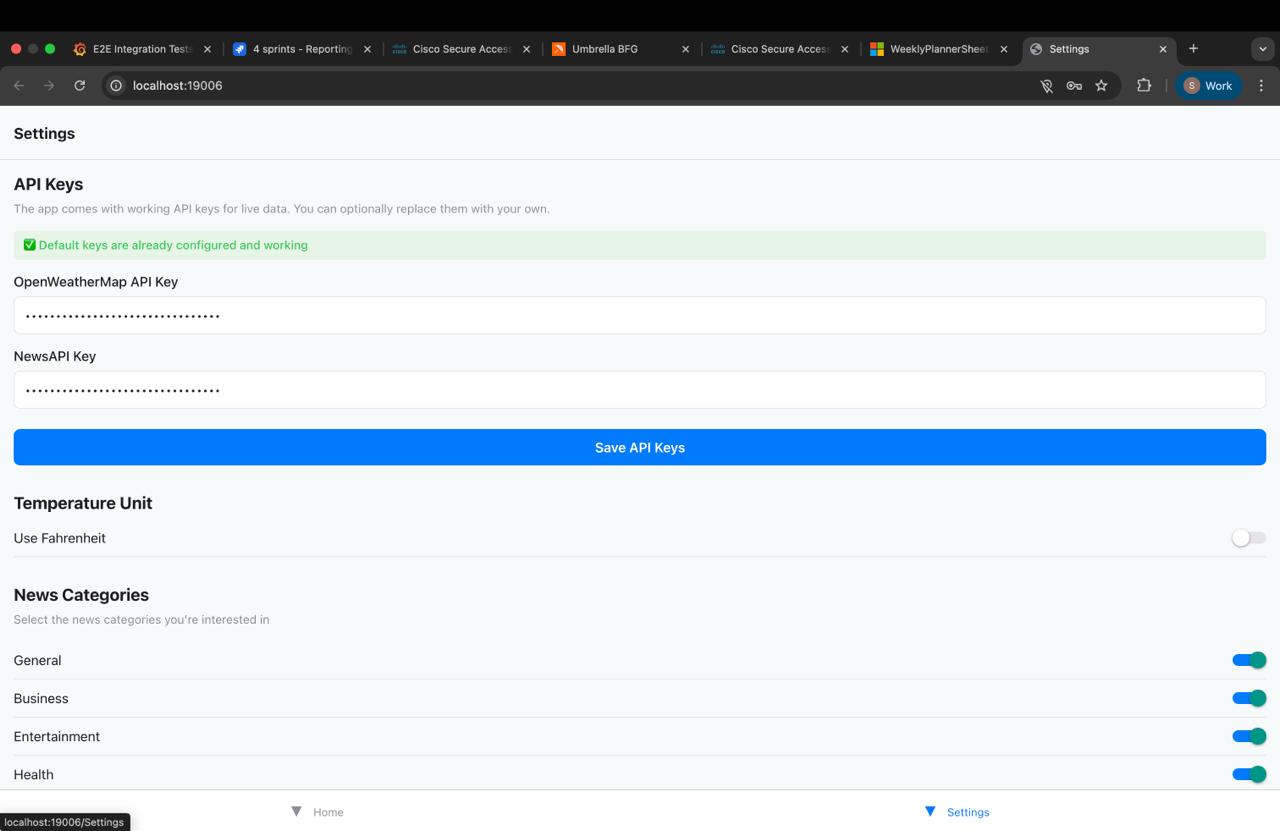 E2E Integration Tests
4 sprints - Reporting
Cisco Secure Access
Umbrella BFG
Cisco Secure Access
WeeklyPlannerSheet
Settings
localhost:19006
S Work
Settings
API Keys
The app comes with working API keys for live data. You can optionally replace them with your own.
Default keys are already configured and working
OpenWeatherMap API Key
NewsAPI Key
Save API Keys
Temperature Unit
Use Fahrenheit
News Categories
Select the news categories you're interested in
General
Business
Entertainment
Health
Home
Settings
localhost:19006/Settings